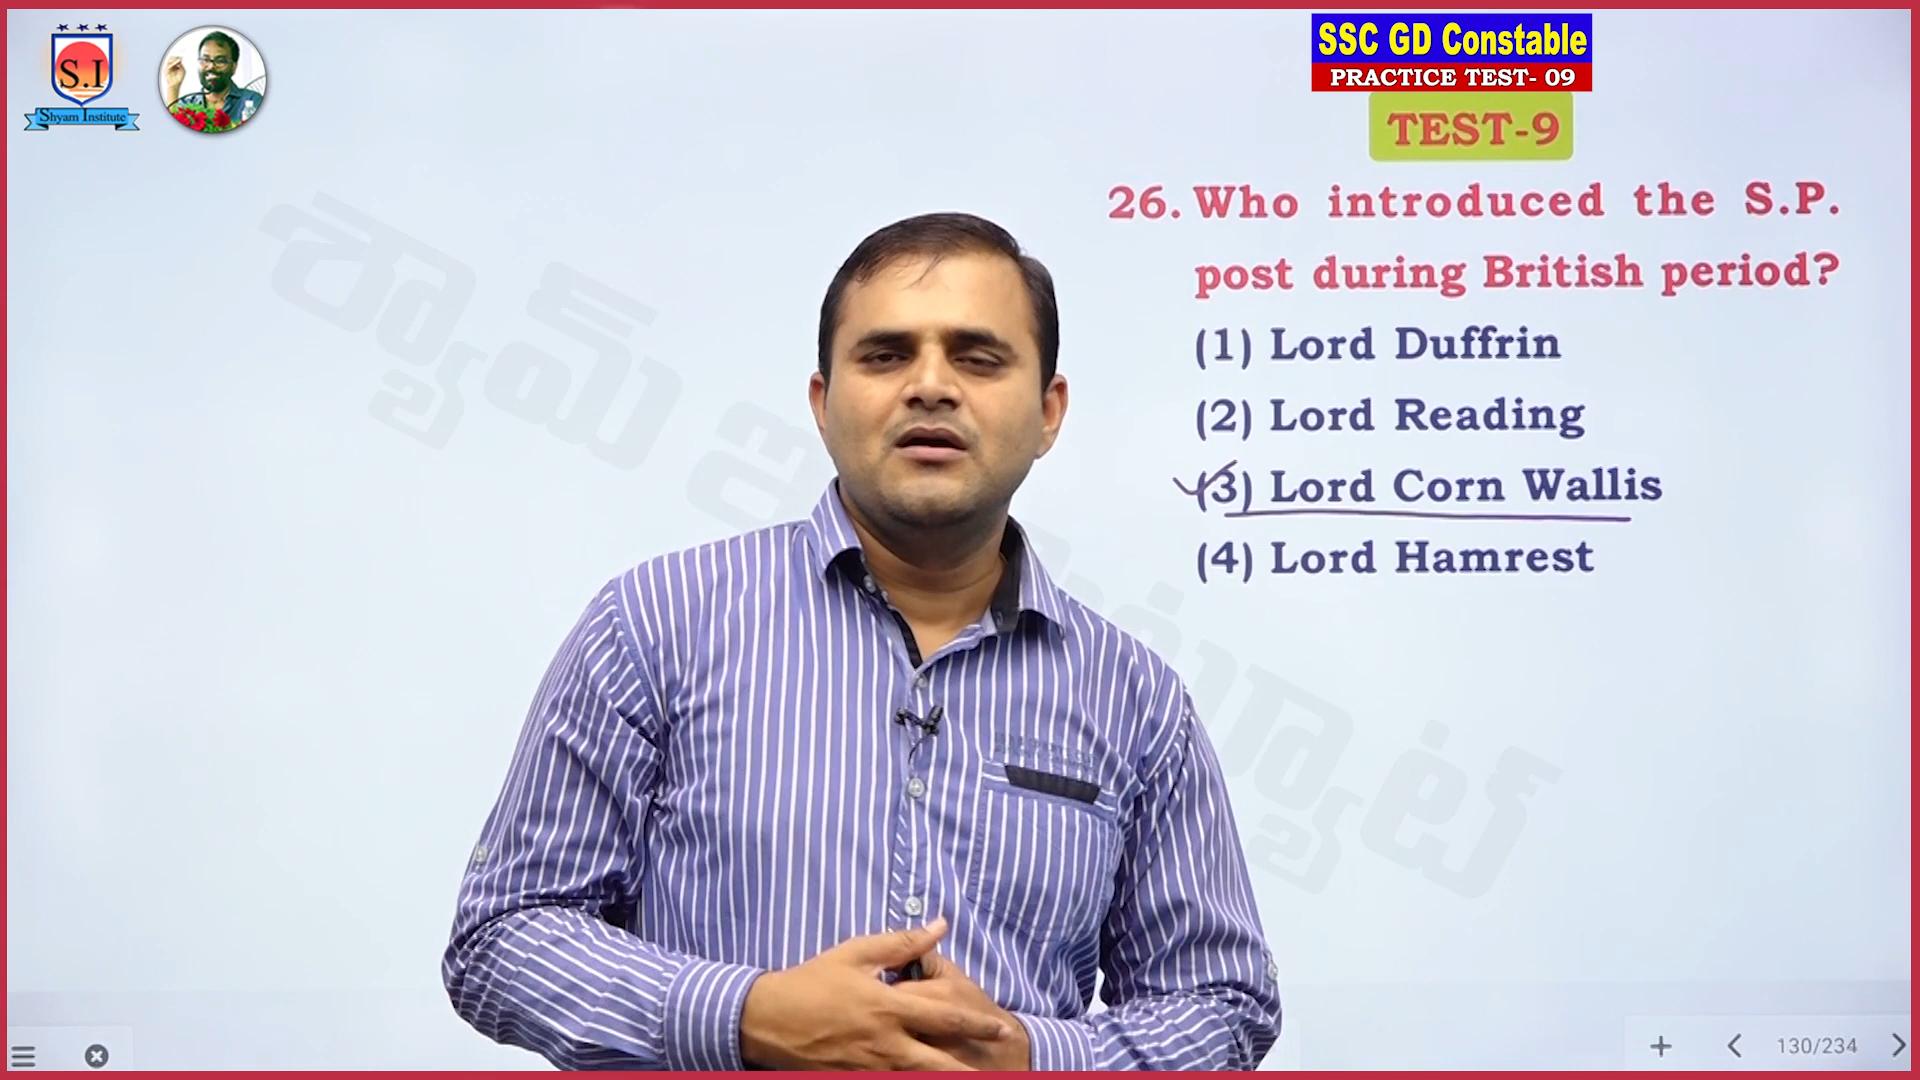 S.I
Shyam Institute
SSC GD Constable
PRACTICE TEST- 09
TEST-9
26. Who introduced the S.P.
post during British period?
(1) Lord Duffrin
(2) Lord Reading
(3) Lord Corn Wallis
(4) Lord Hamrest
శ్యామ్
130/234